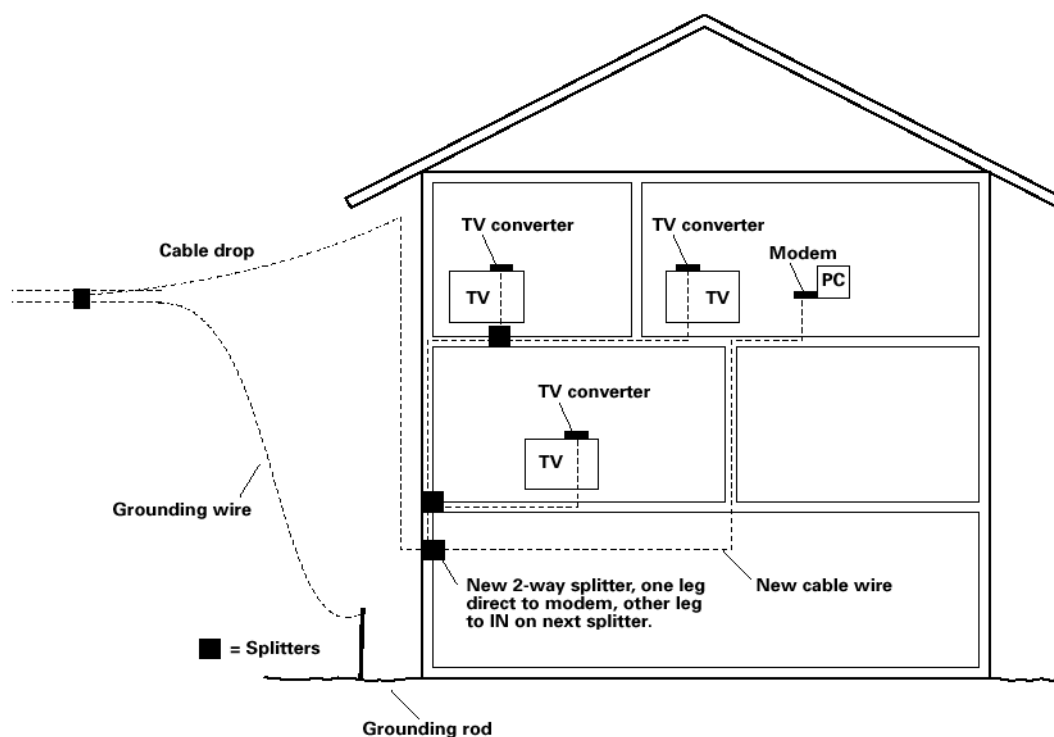 TV converter
TV converter
Modem
Cable drop
PC
TV
TV
TV converter
TV
Grounding wire
New 2-way splitter, one leg
direct to modem, other leg
to IN on next splitter.
New cable wire
= Splitters
Grounding rod